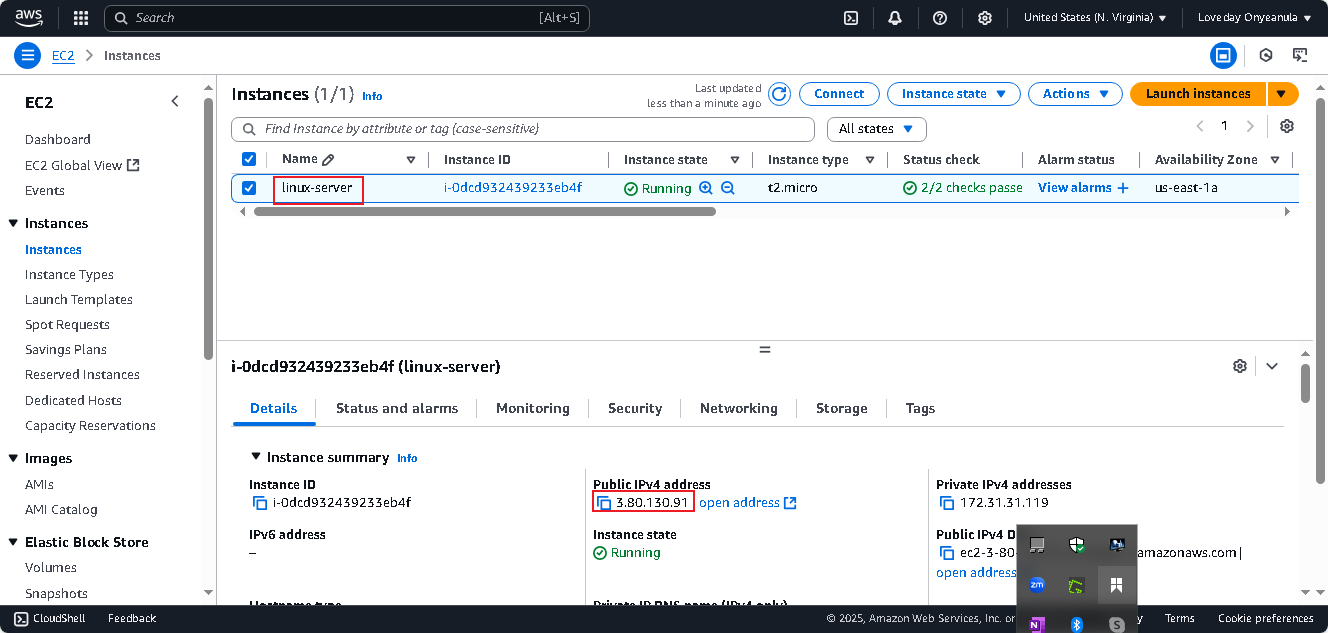 aws
Search [Alt+S]
United States (N. Virginia) ▼
Loveday Onyeanula ▼
EC2 > Instances
EC2
Dashboard
EC2 Global View
Events
Instances
Instances
Instance Types
Launch Templates
Spot Requests
Savings Plans
Reserved Instances
Dedicated Hosts
Capacity Reservations
Images
AMIs
AMI Catalog
Elastic Block Store
Volumes
Snapshots
Instances (1/1) Info
Last updated
less than a minute ago
Connect
Instance state ▼
Actions ▼
Launch instances ▼
Find Instance by attribute or tag (case-sensitive)
All states ▼
1
Name Instance ID Instance state Instance type Status check Alarm status Availability Zone
linux-server i-0dcd932439233eb4f Running t2.micro 2/2 checks passe View alarms + us-east-1a
i-0dcd932439233eb4f (linux-server)
Details Status and alarms Monitoring Security Networking Storage Tags
Instance summary Info
Instance ID
i-0dcd932439233eb4f
Public IPv4 address
3.80.130.91 open address
Private IPv4 addresses
172.31.31.119
IPv6 address
–
Instance state
Running
Public IPv4 D
ec2-3-80- amazonaws.com |
open address
Hostname type
Private IP DNS name (IPv4 only)
zm
N
S
CloudShell Feedback
© 2025, Amazon Web Services, Inc. or
y Terms Cookie preferences